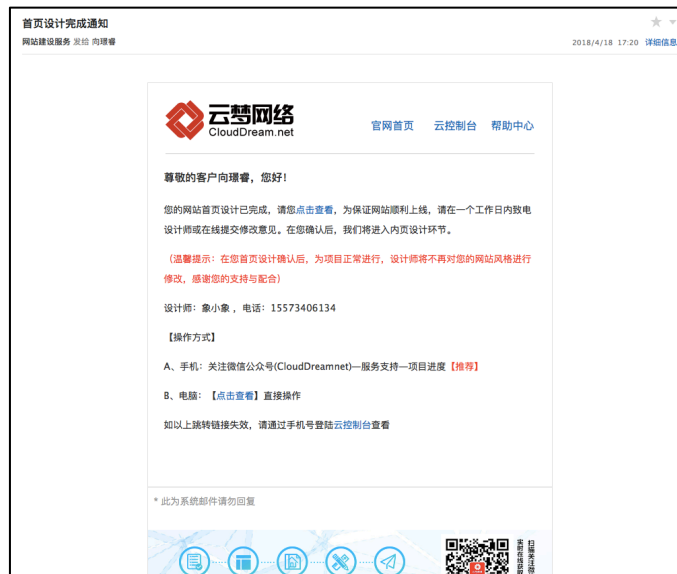 首页设计完成通知
网站建设服务 发给 向璟睿
2018/4/18 17:20 详细信息
云梦网络
CloudDream.net
官网首页 云控制台 帮助中心
尊敬的客户向璟睿，您好！
您的网站首页设计已完成，请您点击查看，为保证网站顺利上线，请在一个工作日内致电
设计师或在线提交修改意见。在您确认后，我们将进入内页设计环节。
（温馨提示：在您首页设计确认后，为项目正常进行，设计师将不再对您的网站风格进行
修改，感谢您的支持与配合）
设计师：象小象 ，电话：15573406134
【操作方式】
A、手机：关注微信公众号(CloudDreamnet)—服务支持—项目进度【推荐】
B、电脑：【点击查看】直接操作
如以上跳转链接失效，请通过手机号登陆云控制台查看
* 此为系统邮件请勿回复
扫描关注微
实时在线获